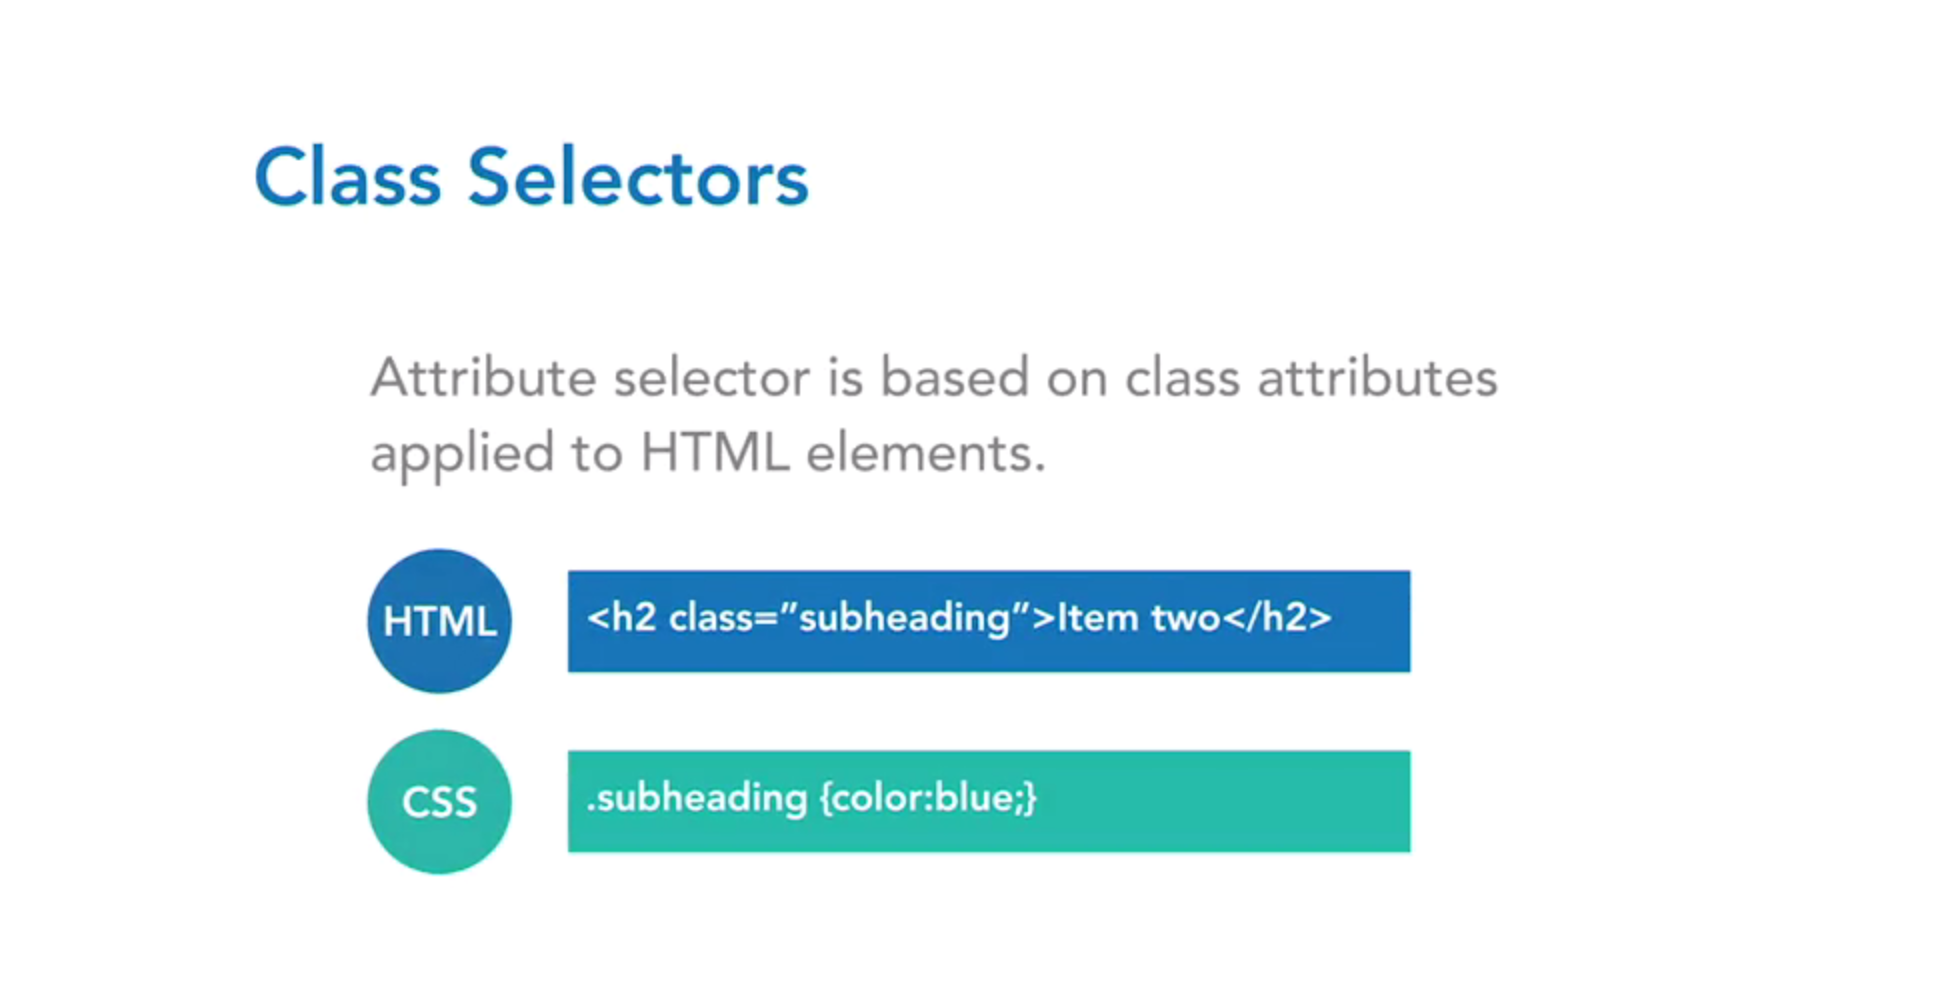 Class Selectors
Attribute selector is based on class attributes
applied to HTML elements.
HTML
<h2 class=”subheading”>Item two</h2>
CSS
.subheading {color:blue;}